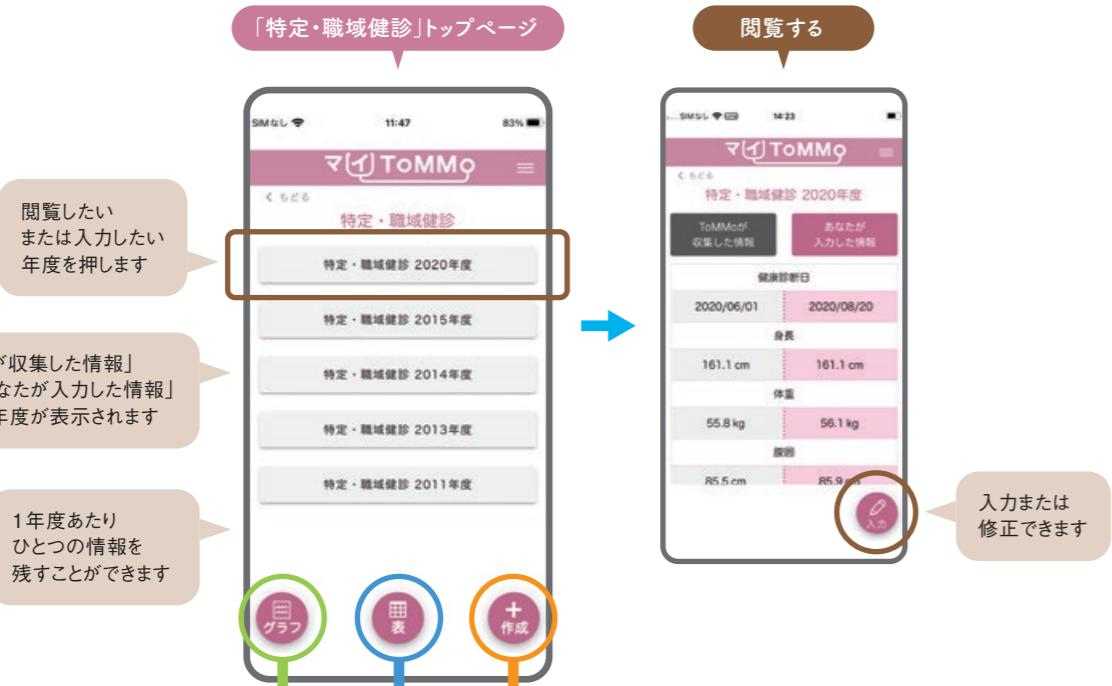 「特定・職域健診」トップページ
閲覧する
閲覧したい
または入力したい
年度を押します
が収集した情報」
なたが入力した情報」
年度が表示されます
1年度あたり
ひとつの情報を
残すことができます
SIMなし
11:47
83%
マイToMMo
もどる
特定・職域健診
特定・職域健診 2020年度
特定・職域健診 2015年度
特定・職域健診 2014年度
特定・職域健診 2013年度
特定・職域健診 2011年度
グラフ
表
作成
SIMなし
14:23
マイToMMo
もどる
特定・職域健診 2020年度
ToMMoが
収集した情報
あなたが
入力した情報
健康診断日
2020/06/01
2020/08/20
身長
161.1 cm
161.1 cm
体重
55.8 kg
56.1 kg
腹囲
85.5 cm
85.9
入力
入力または
修正できます